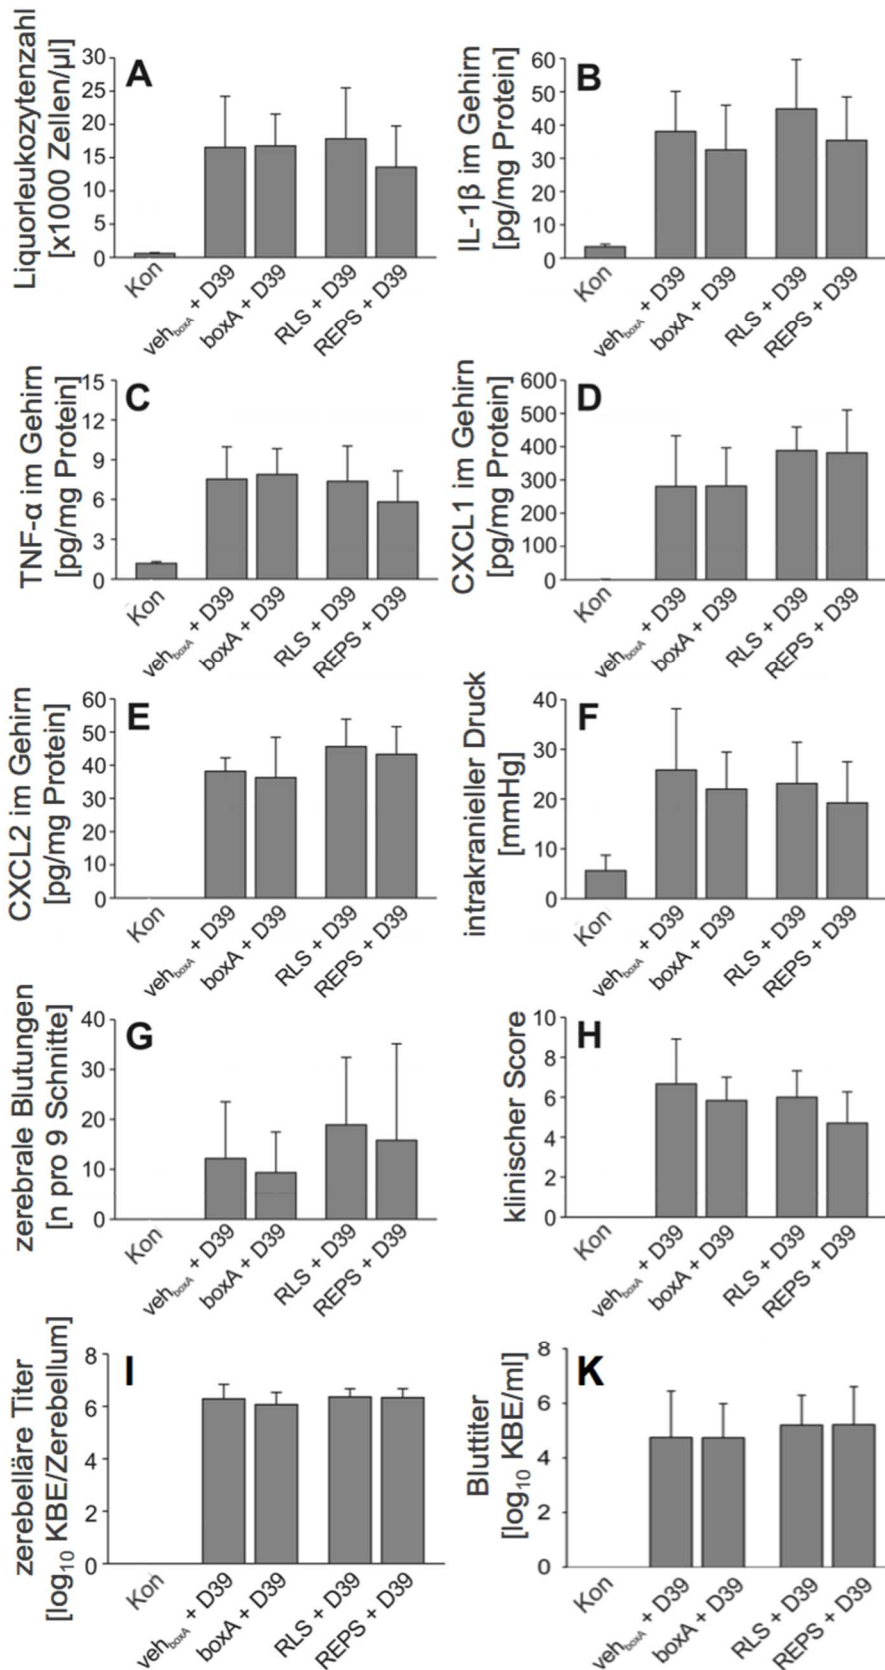 Liquorleukozytenzahl
[x1000 Zellen/µl]
A
30
25
20
15
10
5
0
Kon
veh_boxA + D39
boxA + D39
RLS + D39
REPS + D39
IL-1β im Gehirn
[pg/mg Protein]
B
60
50
40
30
20
10
0
Kon
veh_boxA + D39
boxA + D39
RLS + D39
REPS + D39
TNF-α im Gehirn
[pg/mg Protein]
C
15
12
9
6
3
0
Kon
veh_boxA + D39
boxA + D39
RLS + D39
REPS + D39
CXCL1 im Gehirn
[pg/mg Protein]
D
600
500
400
300
200
100
0
Kon
veh_boxA + D39
boxA + D39
RLS + D39
REPS + D39
CXCL2 im Gehirn
[pg/mg Protein]
E
60
50
40
30
20
10
0
Kon
veh_boxA + D39
boxA + D39
RLS + D39
REPS + D39
intrakranieller Druck
[mmHg]
F
40
30
20
10
0
Kon
veh_boxA + D39
boxA + D39
RLS + D39
REPS + D39
zerebrale Blutungen
[n pro 9 Schnitte]
G
40
30
20
10
0
Kon
veh_boxA + D39
boxA + D39
RLS + D39
REPS + D39
klinischer Score
H
10
8
6
4
2
0
Kon
veh_boxA + D39
boxA + D39
RLS + D39
REPS + D39
zerebelläre Titer
[log₁₀ KBE/Zerebellum]
I
8
6
4
2
0
Kon
veh_boxA + D39
boxA + D39
RLS + D39
REPS + D39
Bluttiter
[log₁₀ KBE/ml]
K
8
6
4
2
0
Kon
veh_boxA + D39
boxA + D39
RLS + D39
REPS + D39